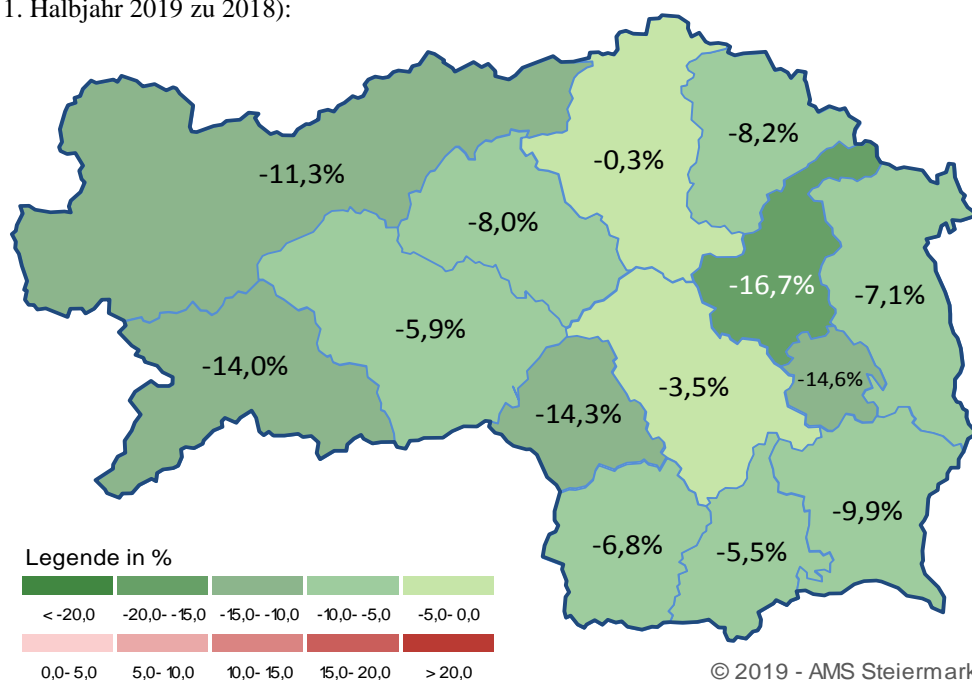 1. Halbjahr 2019 zu 2018):
-8,2%
-0,3%
-11,3%
-8,0%
-16,7%
-7,1%
-5,9%
-14,0%
-3,5%
-14,6%
-14,3%
-9,9%
-6,8%
-5,5%
Legende in %
< -20,0 -20,0- -15,0 -15,0- -10,0 -10,0- -5,0 -5,0- 0,0
0,0- 5,0 5,0- 10,0 10,0- 15,0 15,0- 20,0 > 20,0
© 2019 - AMS Steiermark